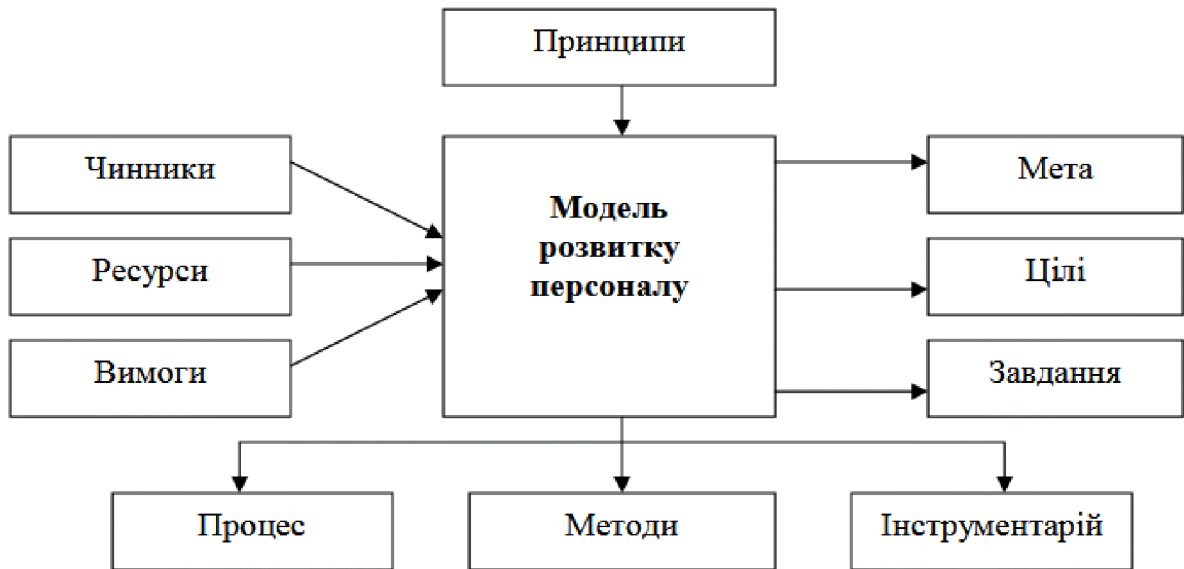 Принципи
Чинники
Ресурси
Вимоги
Модель
розвитку
персоналу
Мета
Цілі
Завдання
Процес
Методи
Інструментарій